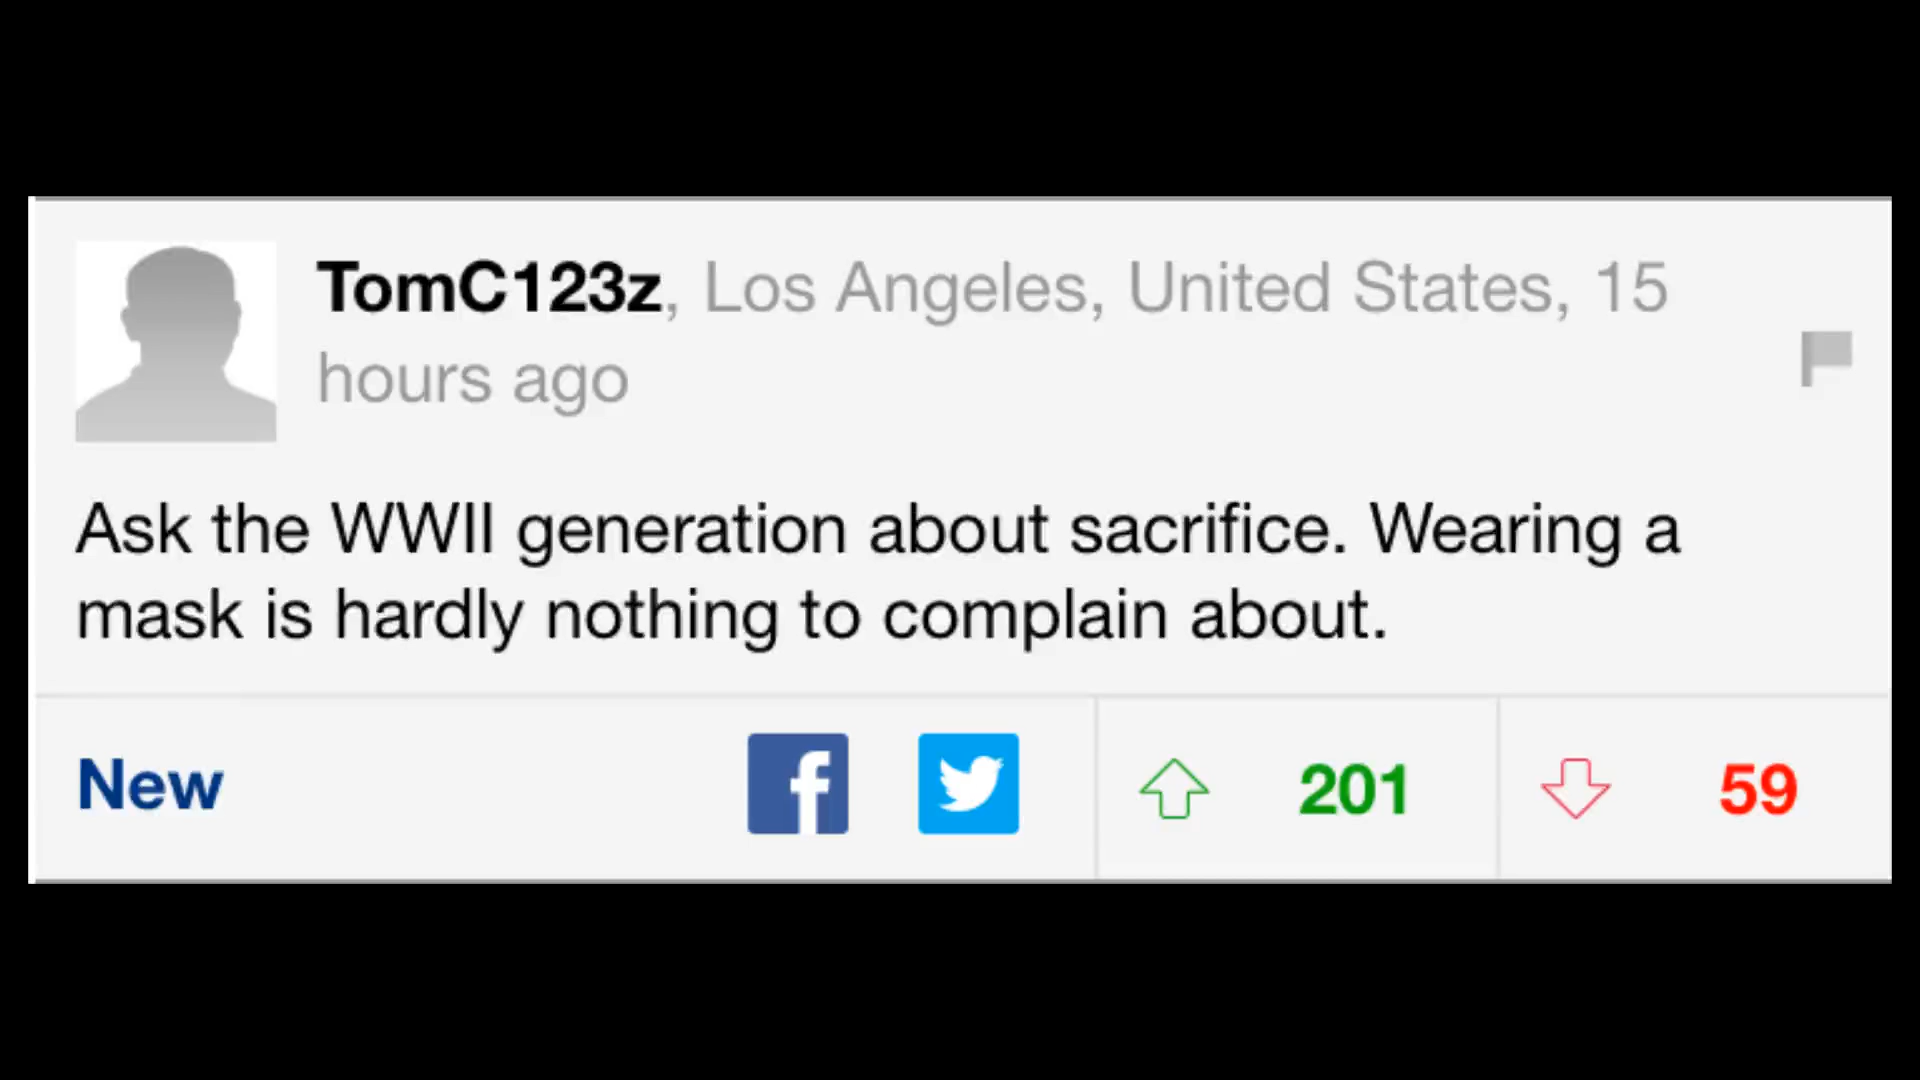 TomC123z, Los Angeles, United States, 15
hours ago
Ask the WWII generation about sacrifice. Wearing a
mask is hardly nothing to complain about.
New 201 59